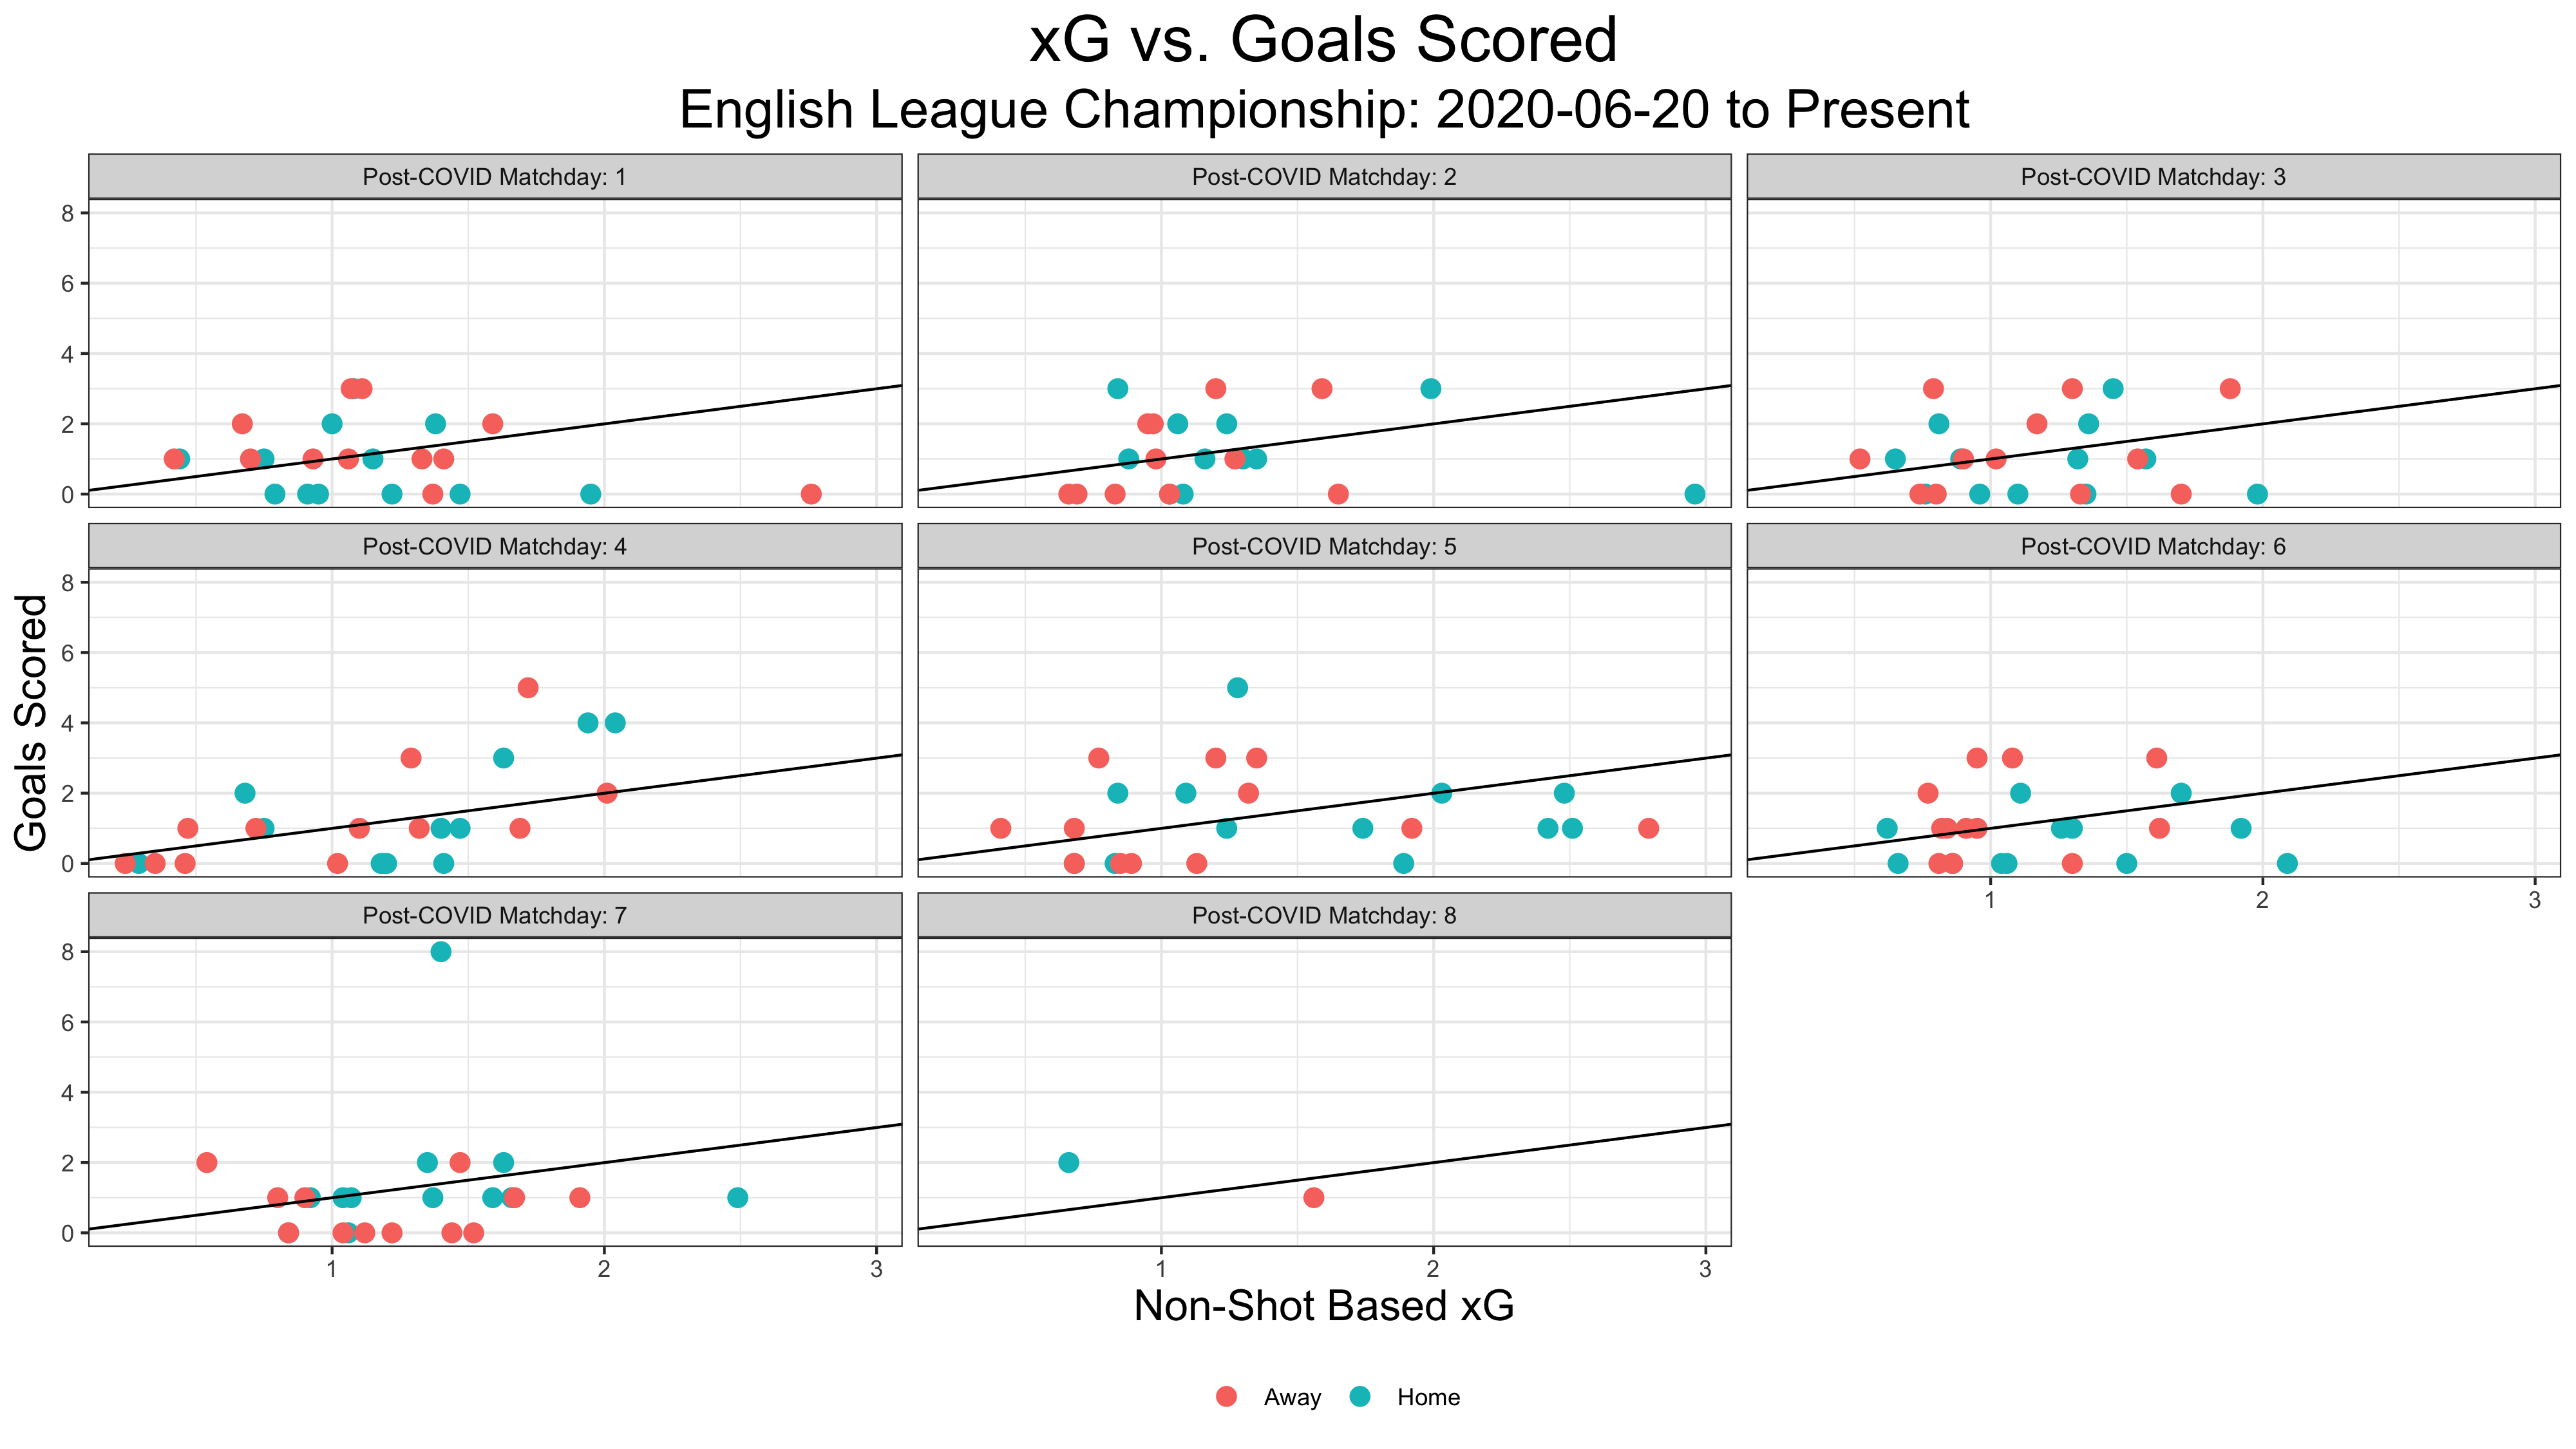 xG vs. Goals Scored
English League Championship: 2020-06-20 to Present
Post-COVID Matchday: 1
Post-COVID Matchday: 2
Post-COVID Matchday: 3
8
6
4
2
0
Post-COVID Matchday: 4
Post-COVID Matchday: 5
Post-COVID Matchday: 6
Goals Scored
8
6
4
2
0
1 2 3
Post-COVID Matchday: 7
Post-COVID Matchday: 8
8
6
4
2
0
1 2 3
1 2 3
Non-Shot Based xG
Away Home